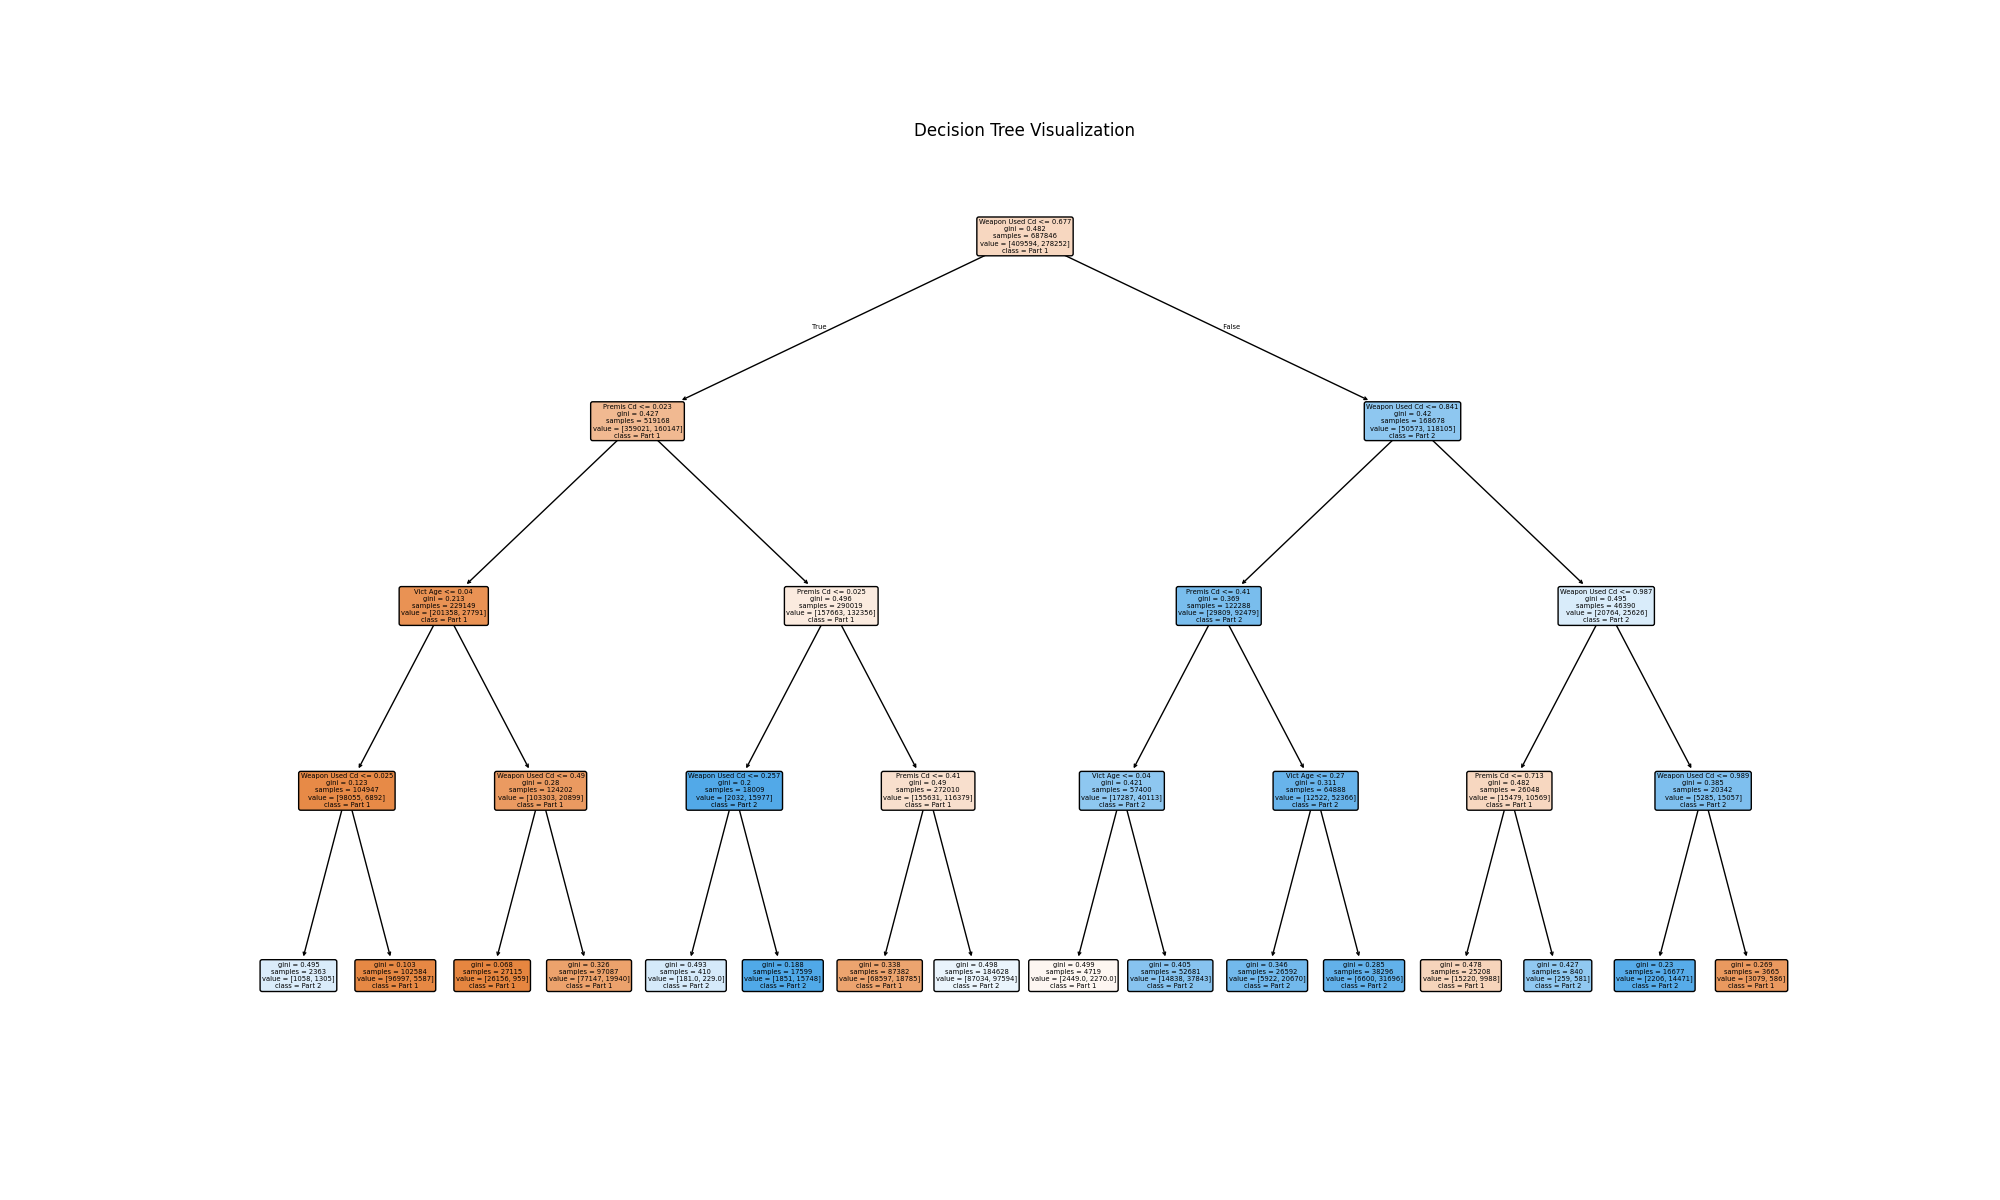 Decision Tree Visualization
Weapon Used Cd <= 0.677
gini = 0.482
samples = 687846
value = [409594, 278252]
class = Part 1
True
False
Premis Cd <= 0.023
gini = 0.427
samples = 519168
value = [359021, 160147]
class = Part 1
Weapon Used Cd <= 0.841
gini = 0.42
samples = 168678
value = [50573, 118105]
class = Part 2
Vict Age <= 0.04
gini = 0.213
samples = 229149
value = [201358, 27791]
class = Part 1
Premis Cd <= 0.025
gini = 0.496
samples = 290019
value = [157663, 132356]
class = Part 1
Premis Cd <= 0.41
gini = 0.369
samples = 122288
value = [29809, 92479]
class = Part 2
Weapon Used Cd <= 0.987
gini = 0.495
samples = 46390
value = [20764, 25626]
class = Part 2
Weapon Used Cd <= 0.025
gini = 0.123
samples = 104947
value = [98055, 6892]
class = Part 1
Weapon Used Cd <= 0.49
gini = 0.28
samples = 124202
value = [103303, 20899]
class = Part 1
Weapon Used Cd <= 0.257
gini = 0.2
samples = 18009
value = [2032, 15977]
class = Part 2
Premis Cd <= 0.41
gini = 0.49
samples = 272010
value = [155631, 116379]
class = Part 1
Vict Age <= 0.04
gini = 0.421
samples = 57400
value = [17287, 40113]
class = Part 2
Vict Age <= 0.27
gini = 0.311
samples = 64888
value = [12522, 52366]
class = Part 2
Premis Cd <= 0.713
gini = 0.482
samples = 26048
value = [15479, 10569]
class = Part 1
Weapon Used Cd <= 0.989
gini = 0.385
samples = 20342
value = [5285, 15057]
class = Part 2
gini = 0.495
samples = 2363
value = [1058, 1305]
class = Part 2
gini = 0.103
samples = 102584
value = [96997, 5587]
class = Part 1
gini = 0.068
samples = 27115
value = [26156, 959]
class = Part 1
gini = 0.326
samples = 97087
value = [77147, 19940]
class = Part 1
gini = 0.493
samples = 410
value = [181.0, 229.0]
class = Part 2
gini = 0.188
samples = 17599
value = [1851, 15748]
class = Part 2
gini = 0.338
samples = 87382
value = [68597, 18785]
class = Part 1
gini = 0.498
samples = 184628
value = [87034, 97594]
class = Part 2
gini = 0.499
samples = 4719
value = [2449.0, 2270.0]
class = Part 1
gini = 0.405
samples = 52681
value = [14838, 37843]
class = Part 2
gini = 0.346
samples = 26592
value = [5922, 20670]
class = Part 2
gini = 0.285
samples = 38296
value = [6600, 31696]
class = Part 2
gini = 0.478
samples = 25208
value = [15220, 9988]
class = Part 1
gini = 0.427
samples = 840
value = [259, 581]
class = Part 2
gini = 0.23
samples = 16677
value = [2206, 14471]
class = Part 2
gini = 0.269
samples = 3665
value = [3079, 586]
class = Part 1